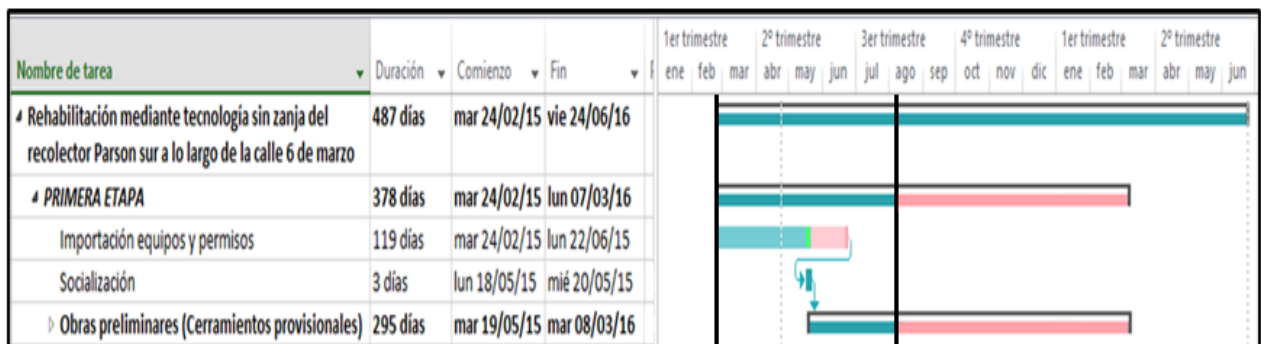 1er trimestre 2º trimestre 3er trimestre 4º trimestre 1er trimestre 2º trimestre
Nombre de tarea Duración Comienzo Fin ene feb mar abr may jun jul ago sep oct nov dic ene feb mar abr may jun
Rehabilitación mediante tecnología sin zanja del 487 días mar 24/02/15 vie 24/06/16
recolector Parson sur a lo largo de la calle 6 de marzo
PRIMERA ETAPA 378 días mar 24/02/15 lun 07/03/16
Importación equipos y permisos 119 días mar 24/02/15 lun 22/06/15
Socialización 3 días lun 18/05/15 mié 20/05/15
Obras preliminares (Cerramientos provisionales) 295 días mar 19/05/15 mar 08/03/16